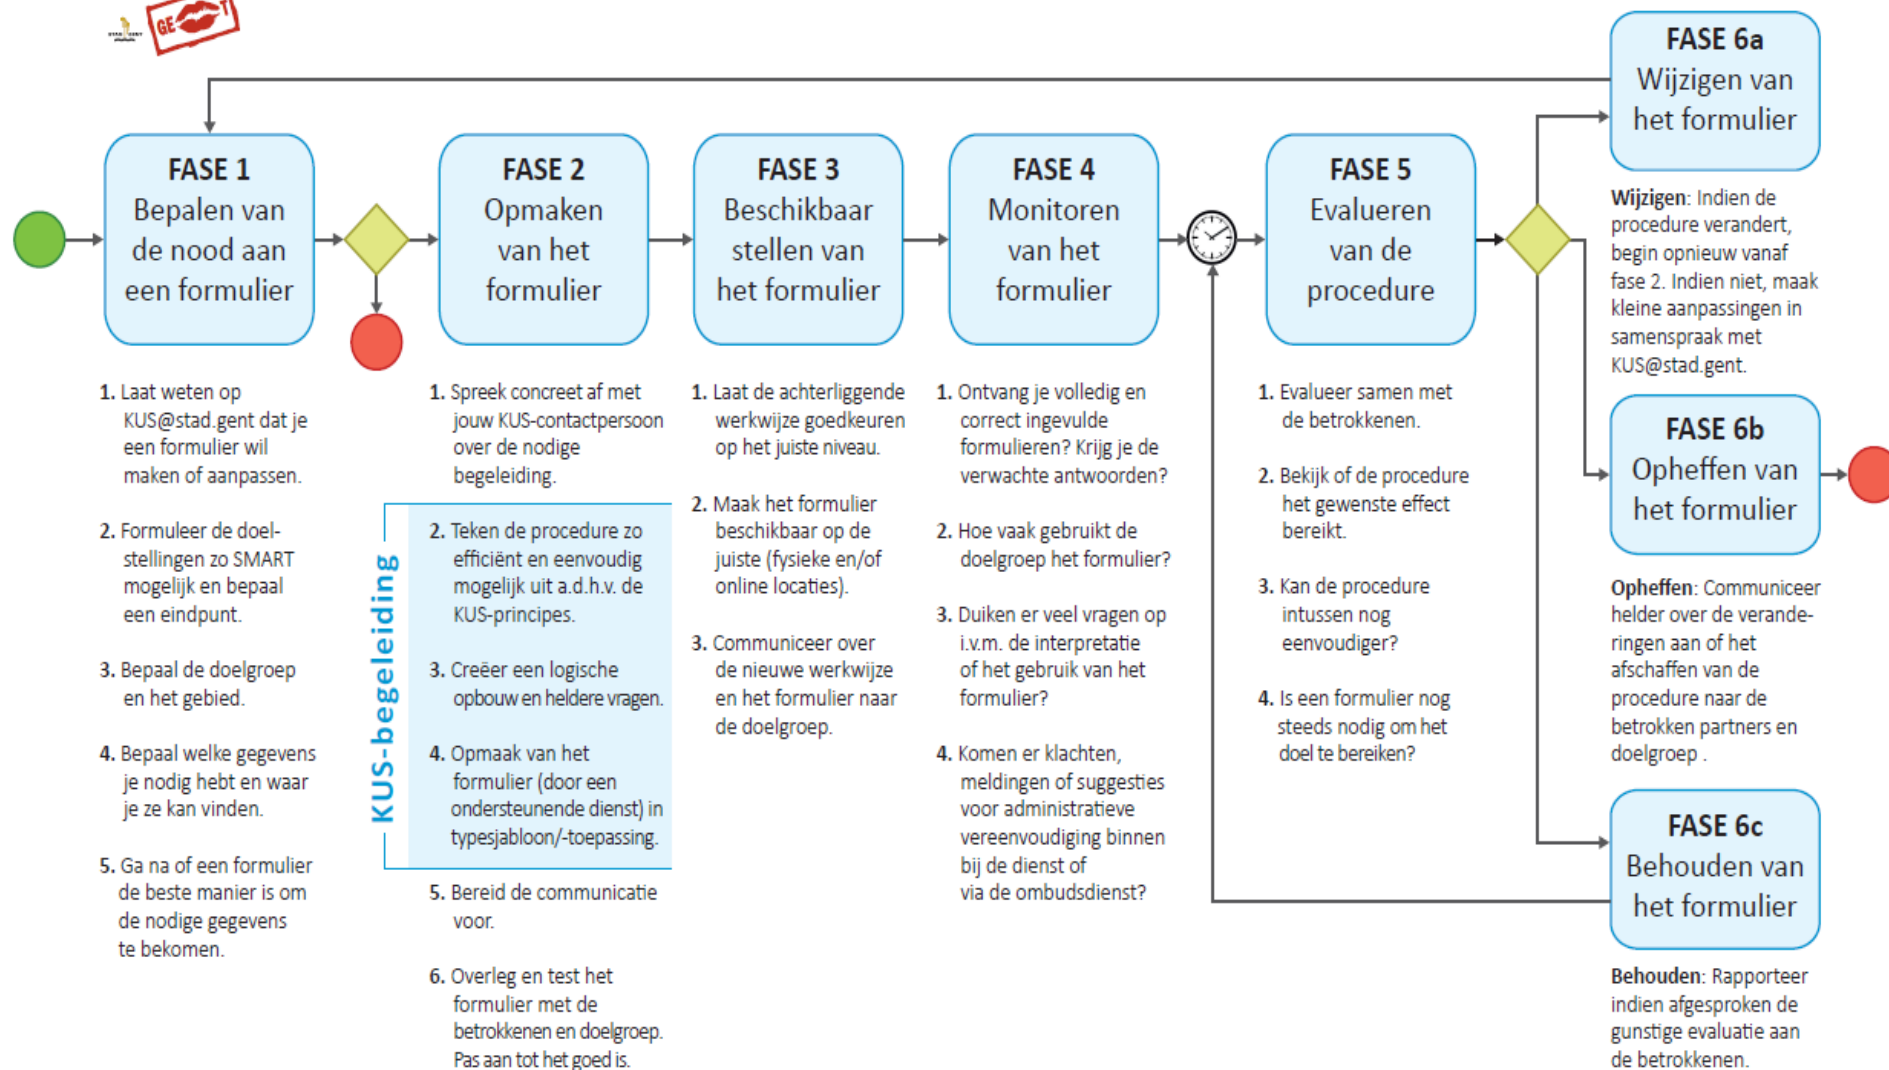 GE T
FASE 1
Bepalen van
de nood aan
een formulier
1. Laat weten op
KUS@stad.gent dat je
een formulier wil
maken of aanpassen.
2. Formuleer de doel-
stellingen zo SMART
mogelijk en bepaal
een eindpunt.
3. Bepaal de doelgroep
en het gebied.
4. Bepaal welke gegevens
je nodig hebt en waar
je ze kan vinden.
5. Ga na of een formulier
de beste manier is om
de nodige gegevens
te bekomen.
FASE 2
Opmaken
van het
formulier
1. Spreek concreet af met
jouw KUS-contactpersoon
over de nodige
begeleiding.
KUS-begeleiding
2. Teken de procedure zo
efficiënt en eenvoudig
mogelijk uit a.d.h.v. de
KUS-principes.
3. Creëer een logische
opbouw en heldere vragen.
4. Opmaak van het
formulier (door een
ondersteunende dienst) in
typesjabloon/-toepassing.
5. Bereid de communicatie
voor.
6. Overleg en test het
formulier met de
betrokkenen en doelgroep.
Pas aan tot het goed is.
FASE 3
Beschikbaar
stellen van
het formulier
1. Laat de achterliggende
werkwijze goedkeuren
op het juiste niveau.
2. Maak het formulier
beschikbaar op de
juiste (fysieke en/of
online locaties).
3. Communiceer over
de nieuwe werkwijze
en het formulier naar
de doelgroep.
FASE 4
Monitoren
van het
formulier
1. Ontvang je volledig en
correct ingevulde
formulieren? Krijg je de
verwachte antwoorden?
2. Hoe vaak gebruikt de
doelgroep het formulier?
3. Duiken er veel vragen op
i.v.m. de interpretatie
of het gebruik van het
formulier?
4. Komen er klachten,
meldingen of suggesties
voor administratieve
vereenvoudiging binnen
bij de dienst of
via de ombudsdienst?
FASE 5
Evalueren
van de
procedure
1. Evalueer samen met
de betrokkenen.
2. Bekijk of de procedure
het gewenste effect
bereikt.
3. Kan de procedure
intussen nog
eenvoudiger?
4. Is een formulier nog
steeds nodig om het
doel te bereiken?
FASE 6a
Wijzigen van
het formulier
Wijzigen: Indien de
procedure verandert,
begin opnieuw vanaf
fase 2. Indien niet, maak
kleine aanpassingen in
samenspraak met
KUS@stad.gent.
FASE 6b
Opheffen van
het formulier
Opheffen: Communiceer
helder over de verande-
ringen aan of het
afschaffen van de
procedure naar de
betrokken partners en
doelgroep .
FASE 6c
Behouden van
het formulier
Behouden: Rapporteer
indien afgesproken de
gunstige evaluatie aan
de betrokkenen.